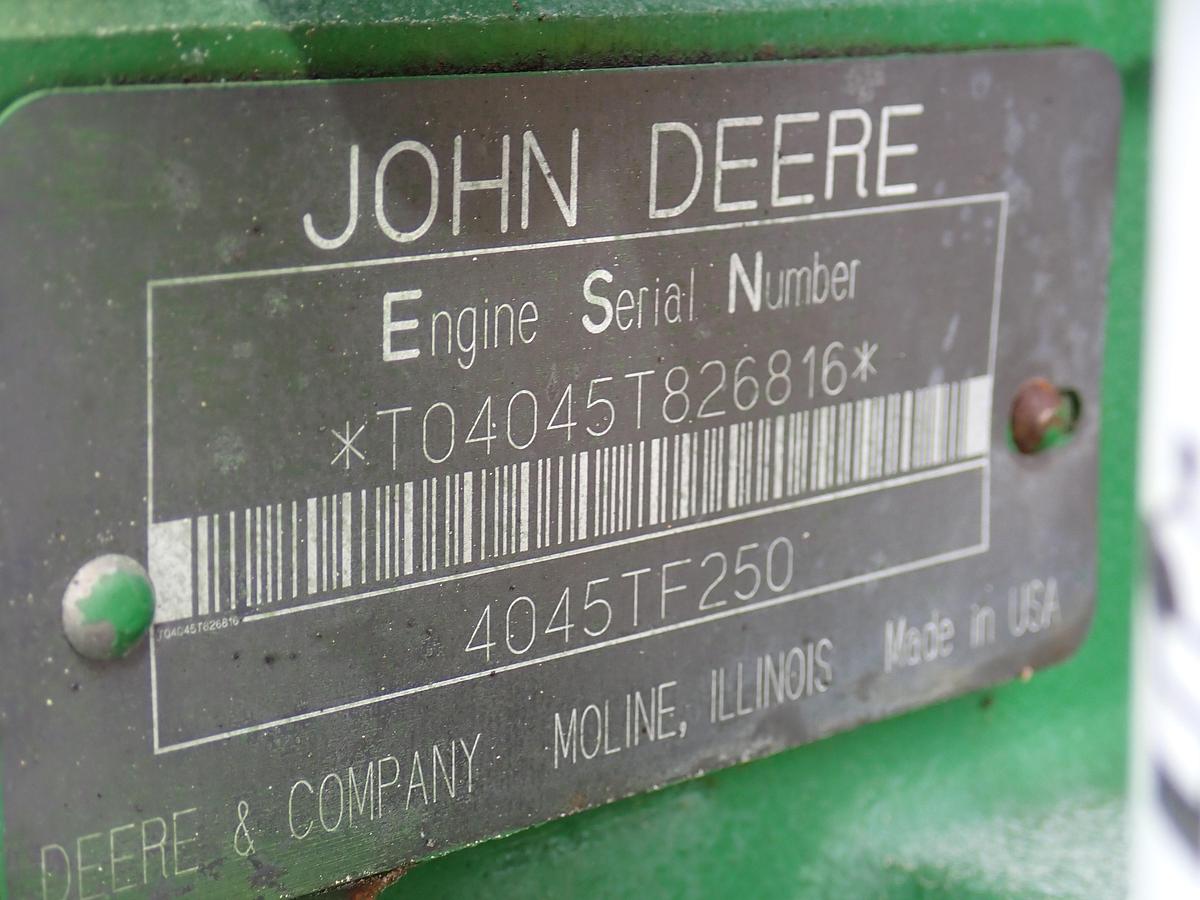 JOHN DEERE
Engine Serial Number
*T04045T826816*
T04045T826816
4045TF250
DEERE & COMPANY MOLINE, ILLINOIS Made in USA